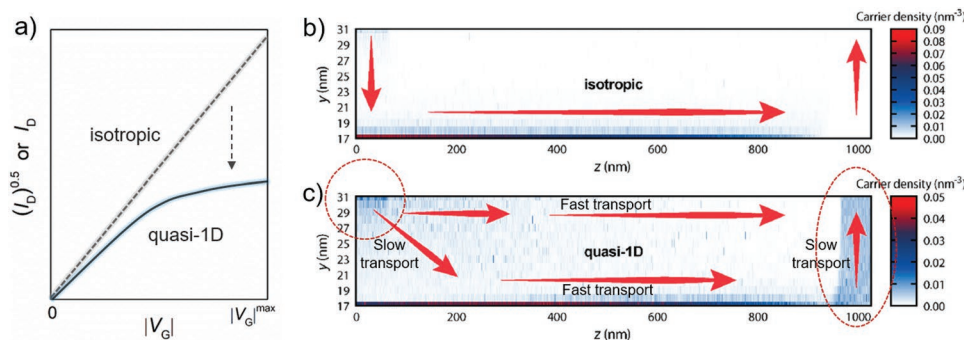 a)
(I_D)^0.5 or I_D
isotropic
quasi-1D
0
|V_G|
|V_G|^max
b)
Carrier density (nm⁻³)
y (nm)
31
29
27
25
23
21
19
17
isotropic
0.09
0.08
0.07
0.06
0.05
0.04
0.03
0.02
0.01
0.00
0 200 400 600 800 1000
z (nm)
c)
Carrier density (nm⁻³)
y (nm)
31
29
27
25
23
21
19
17
Fast transport
Slow
transport
quasi-1D
Slow
transport
Fast transport
0.05
0.04
0.03
0.02
0.01
0.00
0 200 400 600 800 1000
z (nm)